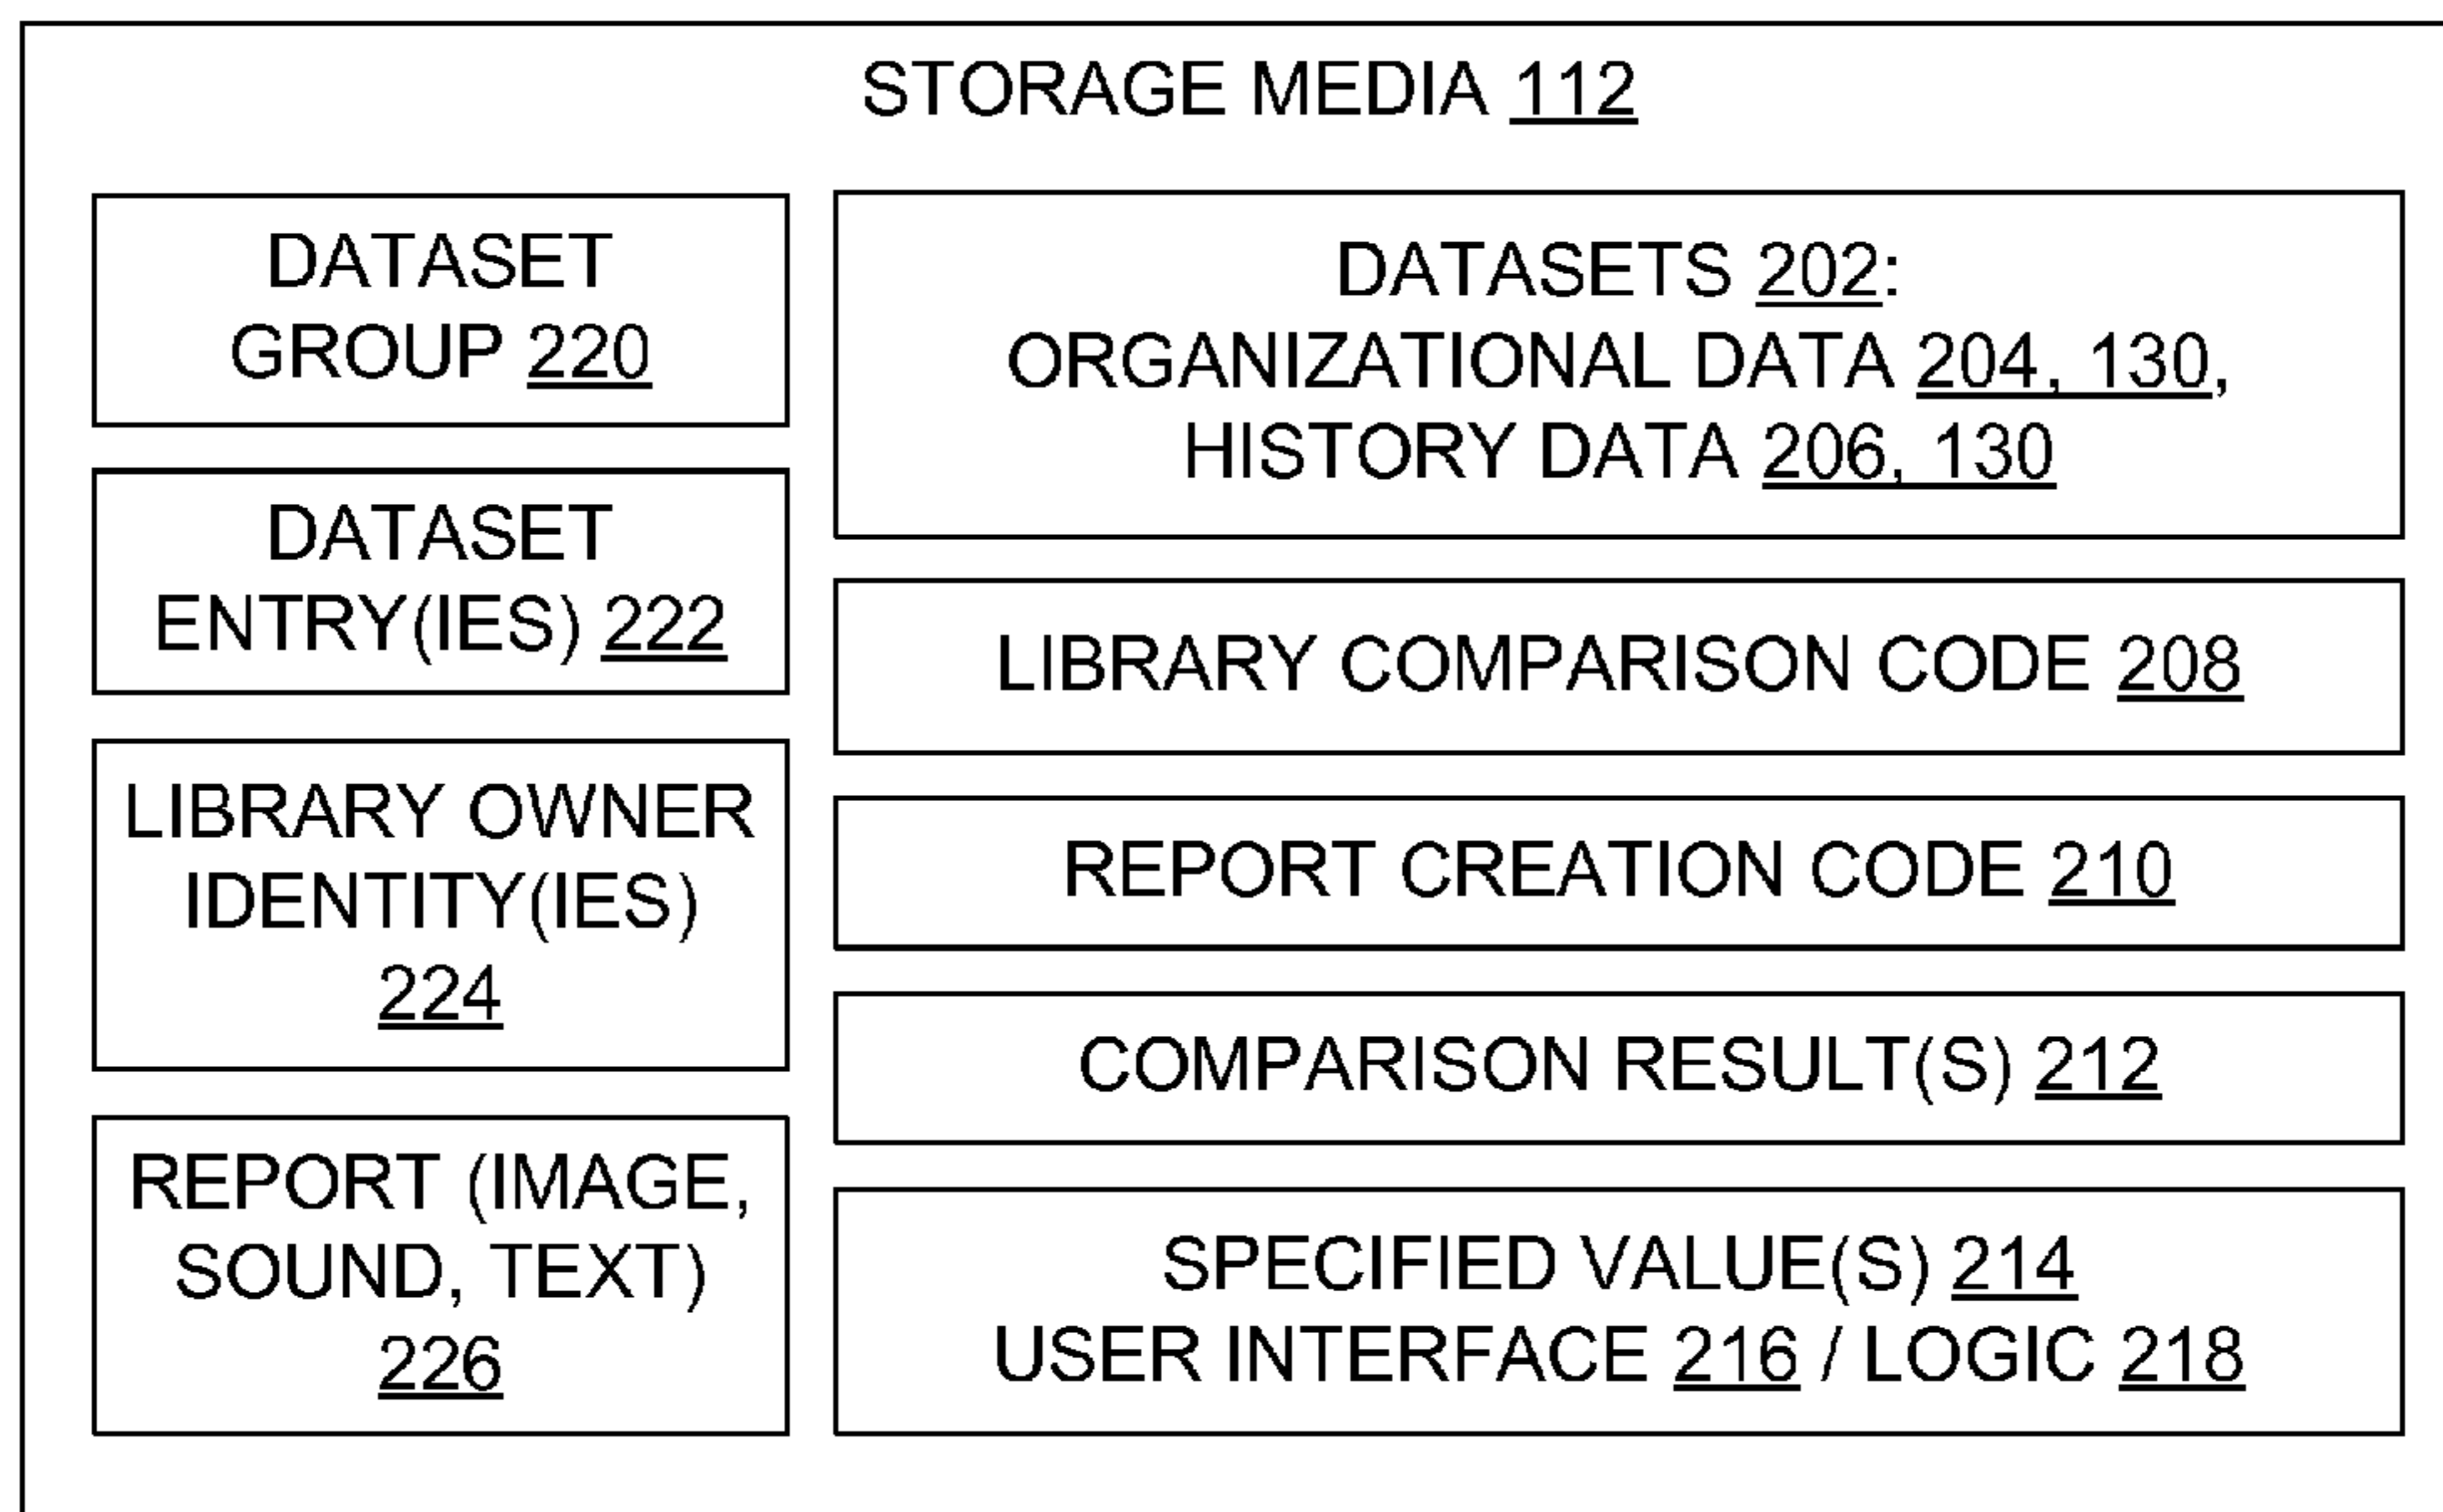 STORAGE MEDIA 112
DATASET
GROUP 220
DATASET
ENTRY(IES) 222
LIBRARY OWNER
IDENTITY(IES)
224
REPORT (IMAGE,
SOUND, TEXT)
226
DATASETS 202:
ORGANIZATIONAL DATA 204, 130,
HISTORY DATA 206, 130
LIBRARY COMPARISON CODE 208
REPORT CREATION CODE 210
COMPARISON RESULT(S) 212
SPECIFIED VALUE(S) 214
USER INTERFACE 216 / LOGIC 218